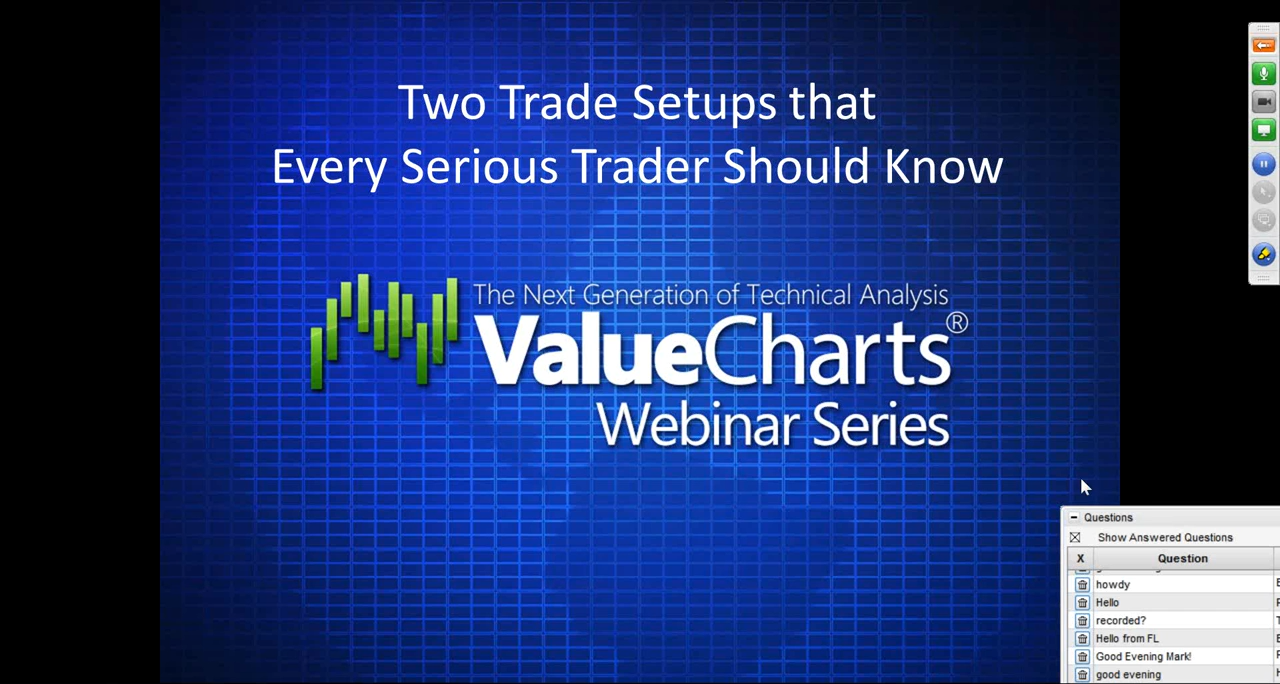 Two Trade Setups that
Every Serious Trader Should Know
The Next Generation of Technical Analysis
ValueCharts®
Webinar Series
Questions
Show Answered Questions
X Question
howdy
Hello
recorded?
Hello from FL
Good Evening Mark!
good evening